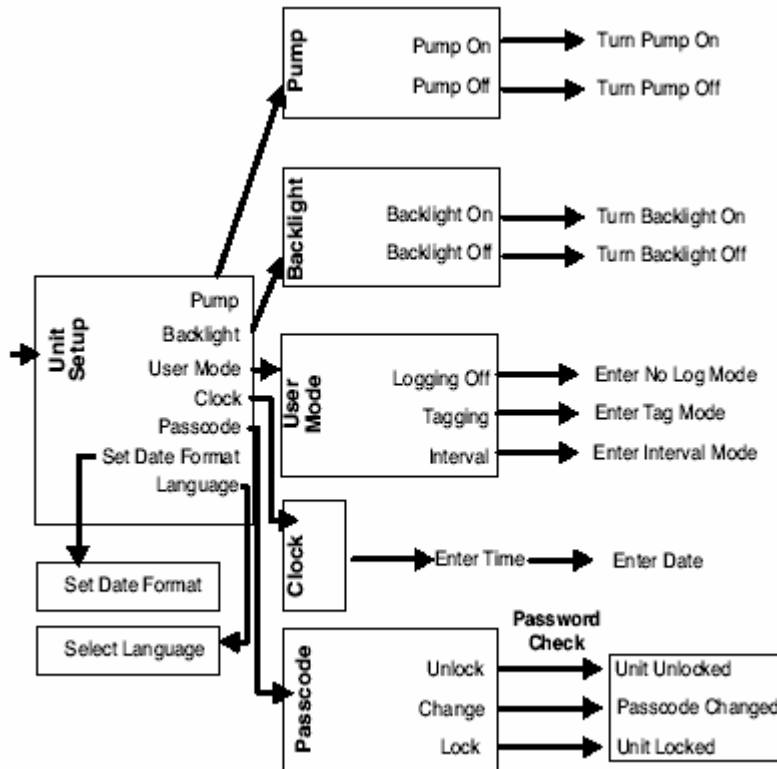 Pump
Pump On
Turn Pump On
Pump Off
Turn Pump Off
Backlight
Backlight On
Turn Backlight On
Backlight Off
Turn Backlight Off
Unit
Setup
Pump
Backlight
User Mode
Clock
Passcode
Set Date Format
Language
User
Mode
Logging Off
Enter No Log Mode
Tagging
Enter Tag Mode
Interval
Enter Interval Mode
Clock
Enter Time
Enter Date
Set Date Format
Select Language
Passcode
Password
Check
Unlock
Unit Unlocked
Change
Passcode Changed
Lock
Unit Locked